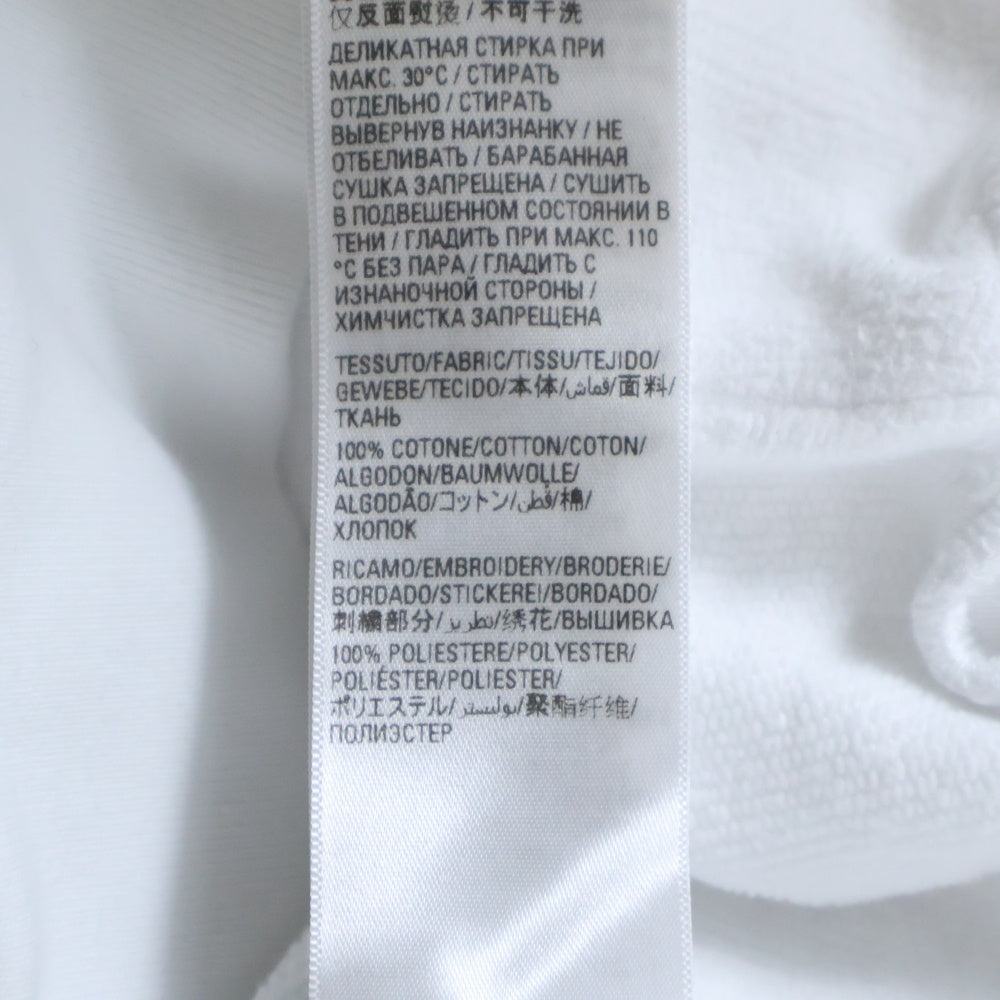 仅反面熨烫 / 不可干洗
ДЕЛИКАТНАЯ СТИРКА ПРИ
МАКС. 30°C / СТИРАТЬ
ОТДЕЛЬНО / СТИРАТЬ
ВЫВЕРНУВ НАИЗНАНКУ / НЕ
ОТБЕЛИВАТЬ / БАРАБАННАЯ
СУШКА ЗАПРЕЩЕНА / СУШИТЬ
В ПОДВЕШЕННОМ СОСТОЯНИИ В
ТЕНИ / ГЛАДИТЬ ПРИ МАКС. 110
°C БЕЗ ПАРА / ГЛАДИТЬ С
ИЗНАНОЧНОЙ СТОРОНЫ /
ХИМЧИСТКА ЗАПРЕЩЕНА
TESSUTO/FABRIC/TISSU/TEJIDO/
GEWEBE/TECIDO/本体/قماش/面料/
ТКАНЬ
100% COTONE/COTTON/COTON/
ALGODON/BAUMWOLLE/
ALGODÃO/コットン/قطن/棉/
ХЛОПОК
RICAMO/EMBROIDERY/BRODERIE/
BORDADO/STICKEREI/BORDADO/
刺繍部分/تطريز/绣花/ВЫШИВКА
100% POLIESTERE/POLYESTER/
POLIÉSTER/POLIESTER/
ポリエステル/بوليستر/聚酯纤维/
ПОЛИЭСТЕР